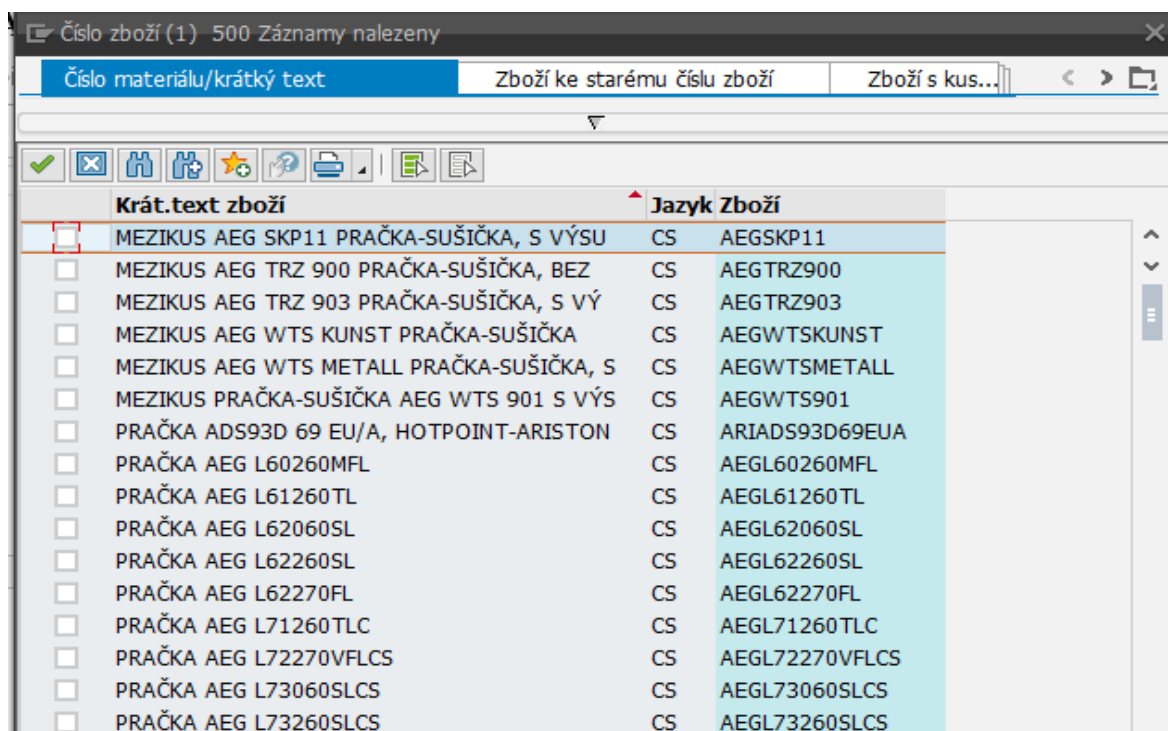 Číslo zboží (1) 500 Záznamy nalezeny
Číslo materiálu/krátký text Zboží ke starému číslu zboží Zboží s kus...
Krát.text zboží Jazyk Zboží
MEZIKUS AEG SKP11 PRAČKA-SUŠIČKA, S VÝSU CS AEGSKP11
MEZIKUS AEG TRZ 900 PRAČKA-SUŠIČKA, BEZ CS AEGTRZ900
MEZIKUS AEG TRZ 903 PRAČKA-SUŠIČKA, S VÝ CS AEGTRZ903
MEZIKUS AEG WTS KUNST PRAČKA-SUŠIČKA CS AEGWTSKUNST
MEZIKUS AEG WTS METALL PRAČKA-SUŠIČKA, S CS AEGWTSMETALL
MEZIKUS PRAČKA-SUŠIČKA AEG WTS 901 S VÝS CS AEGWTS901
PRAČKA ADS93D 69 EU/A, HOTPOINT-ARISTON CS ARIADS93D69EUA
PRAČKA AEG L60260MFL CS AEGL60260MFL
PRAČKA AEG L61260TL CS AEGL61260TL
PRAČKA AEG L62060SL CS AEGL62060SL
PRAČKA AEG L62260SL CS AEGL62260SL
PRAČKA AEG L62270FL CS AEGL62270FL
PRAČKA AEG L71260TLC CS AEGL71260TLC
PRAČKA AEG L72270VFLCS CS AEGL72270VFLCS
PRAČKA AEG L73060SLCS CS AEGL73060SLCS
PRAČKA AEG L73260SLCS CS AEGL73260SLCS